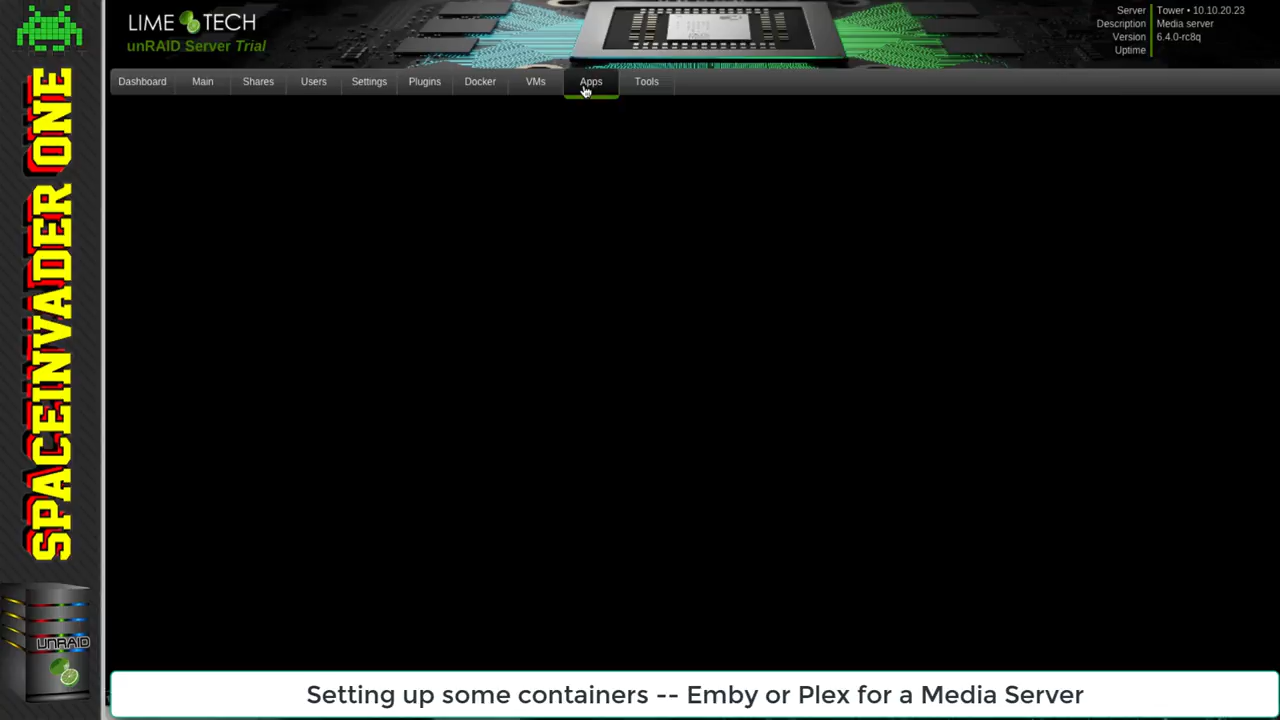 LIME TECH
unRAID Server Trial
Server Tower • 10.10.20.23
Description Media server
Version 6.4.0-rc8q
Uptime
Dashboard Main Shares Users Settings Plugins Docker VMs Apps Tools
SPACEINVADER ONE
UNRAID
Setting up some containers -- Emby or Plex for a Media Server